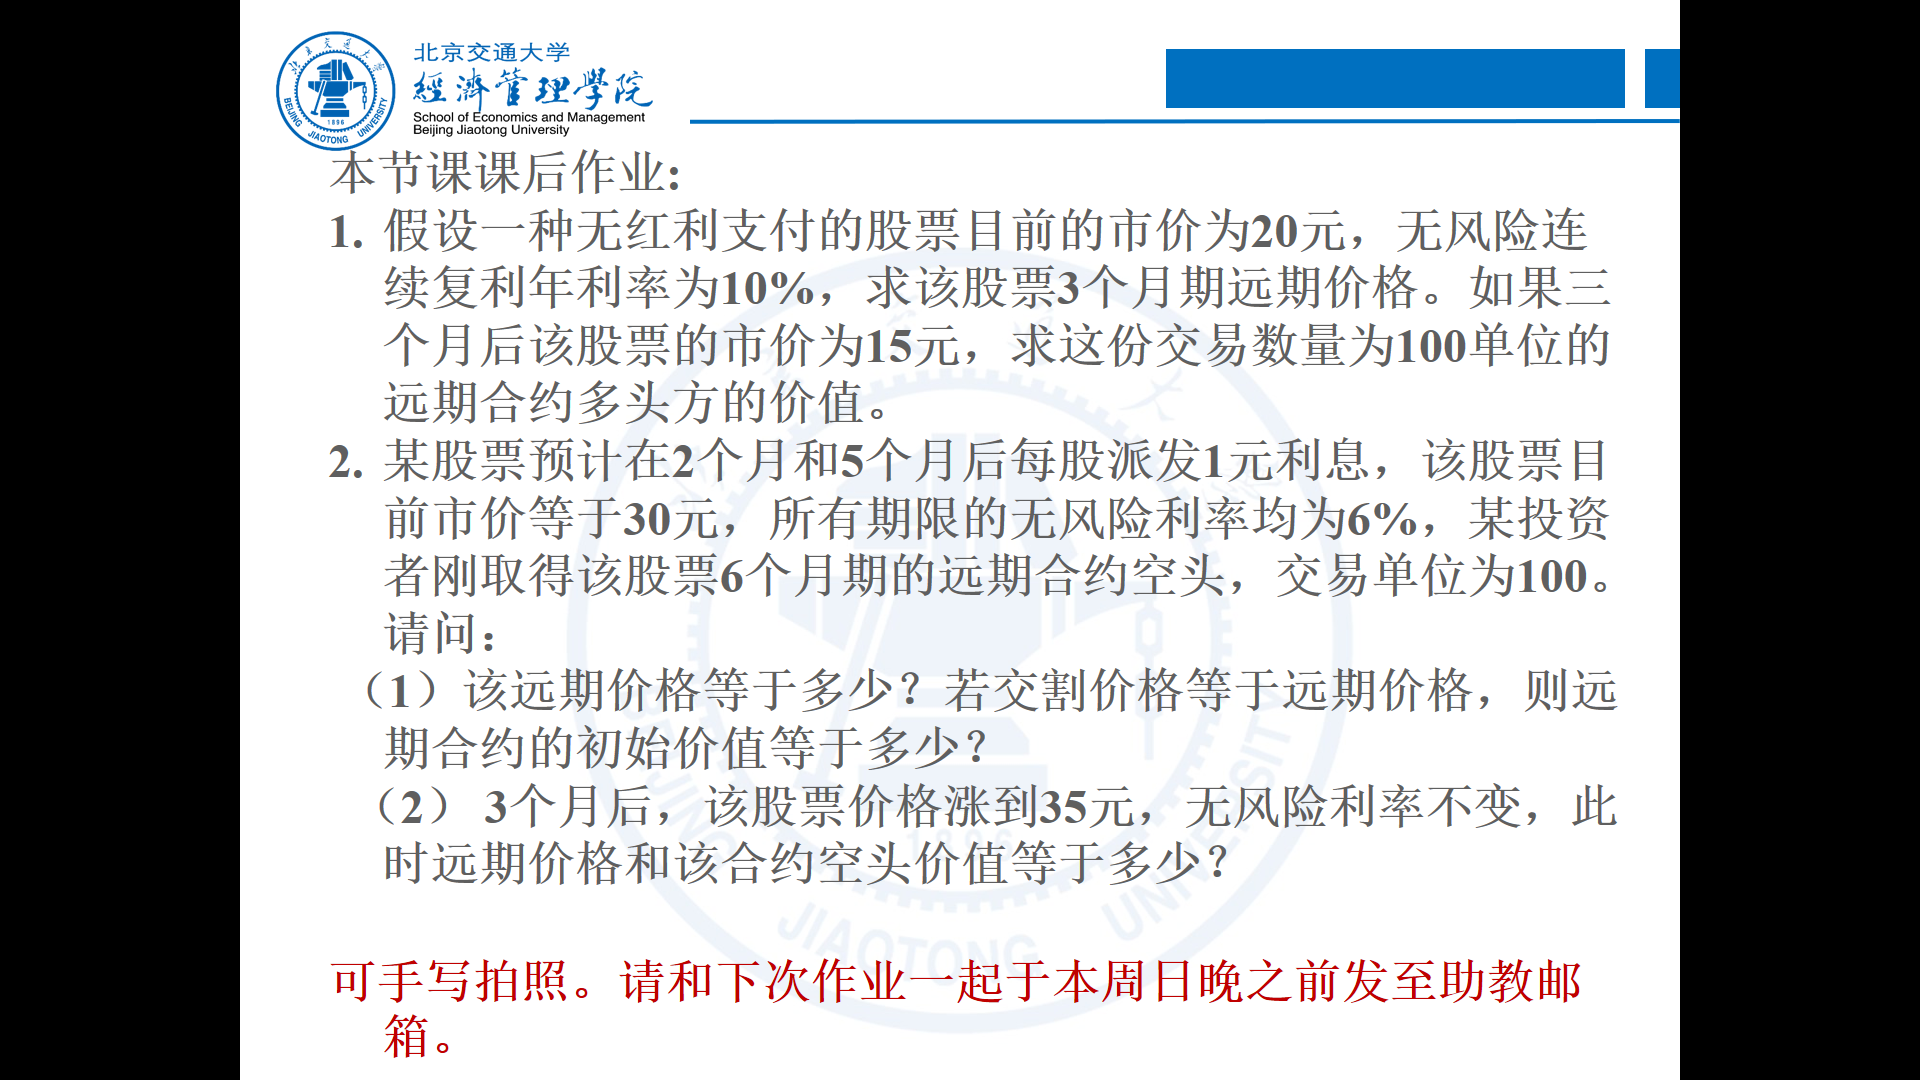 北京交通大学
經濟管理學院
School of Economics and Management
Beijing Jiaotong University
BEIJING JIAOTONG UNIVERSITY
1896
本节课课后作业:
1. 假设一种无红利支付的股票目前的市价为20元，无风险连
续复利年利率为10%，求该股票3个月期远期价格。如果三
个月后该股票的市价为15元，求这份交易数量为100单位的
远期合约多头方的价值。
2. 某股票预计在2个月和5个月后每股派发1元利息，该股票目
前市价等于30元，所有期限的无风险利率均为6%，某投资
者刚取得该股票6个月期的远期合约空头，交易单位为100。
请问：
（1）该远期价格等于多少？若交割价格等于远期价格，则远
期合约的初始价值等于多少？
（2） 3个月后，该股票价格涨到35元，无风险利率不变，此
时远期价格和该合约空头价值等于多少？
可手写拍照。请和下次作业一起于本周日晚之前发至助教邮
箱。